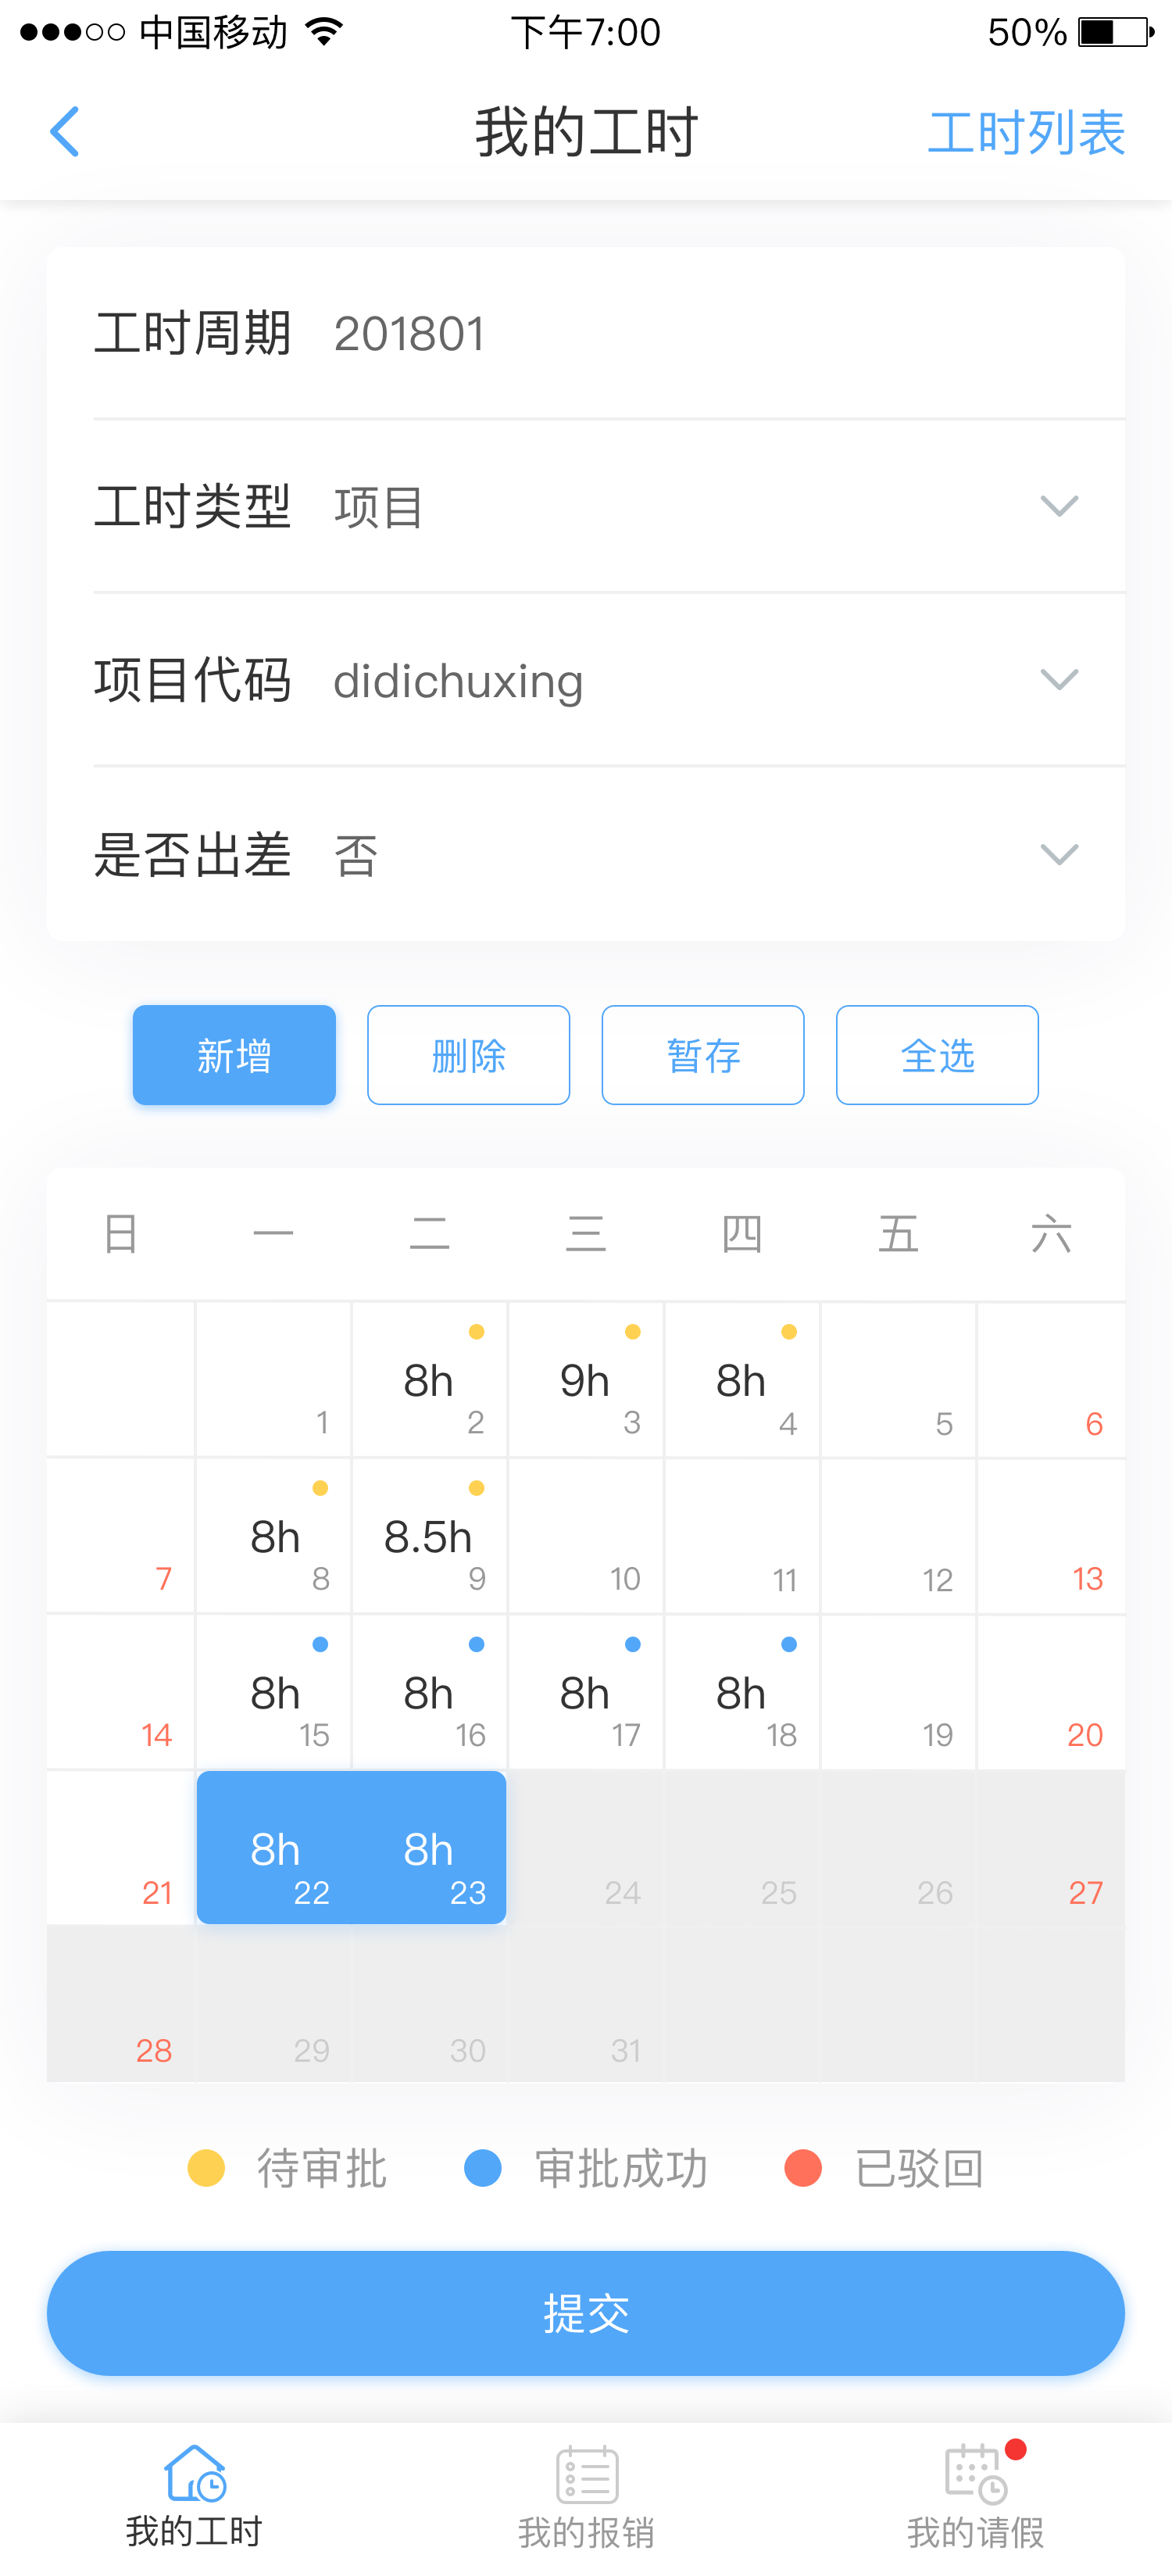 中国移动 下午7:00 50%
我的工时 工时列表
工时周期 201801
工时类型 项目
项目代码 didichuxing
是否出差 否
新增 删除 暂存 全选
日 一 二 三 四 五 六
8h 9h 8h
1 2 3 4 5 6
8h 8.5h
7 8 9 10 11 12 13
8h 8h 8h 8h
14 15 16 17 18 19 20
8h 8h
21 22 23 24 25 26 27
28 29 30 31
待审批 审批成功 已驳回
提交
我的工时 我的报销 我的请假